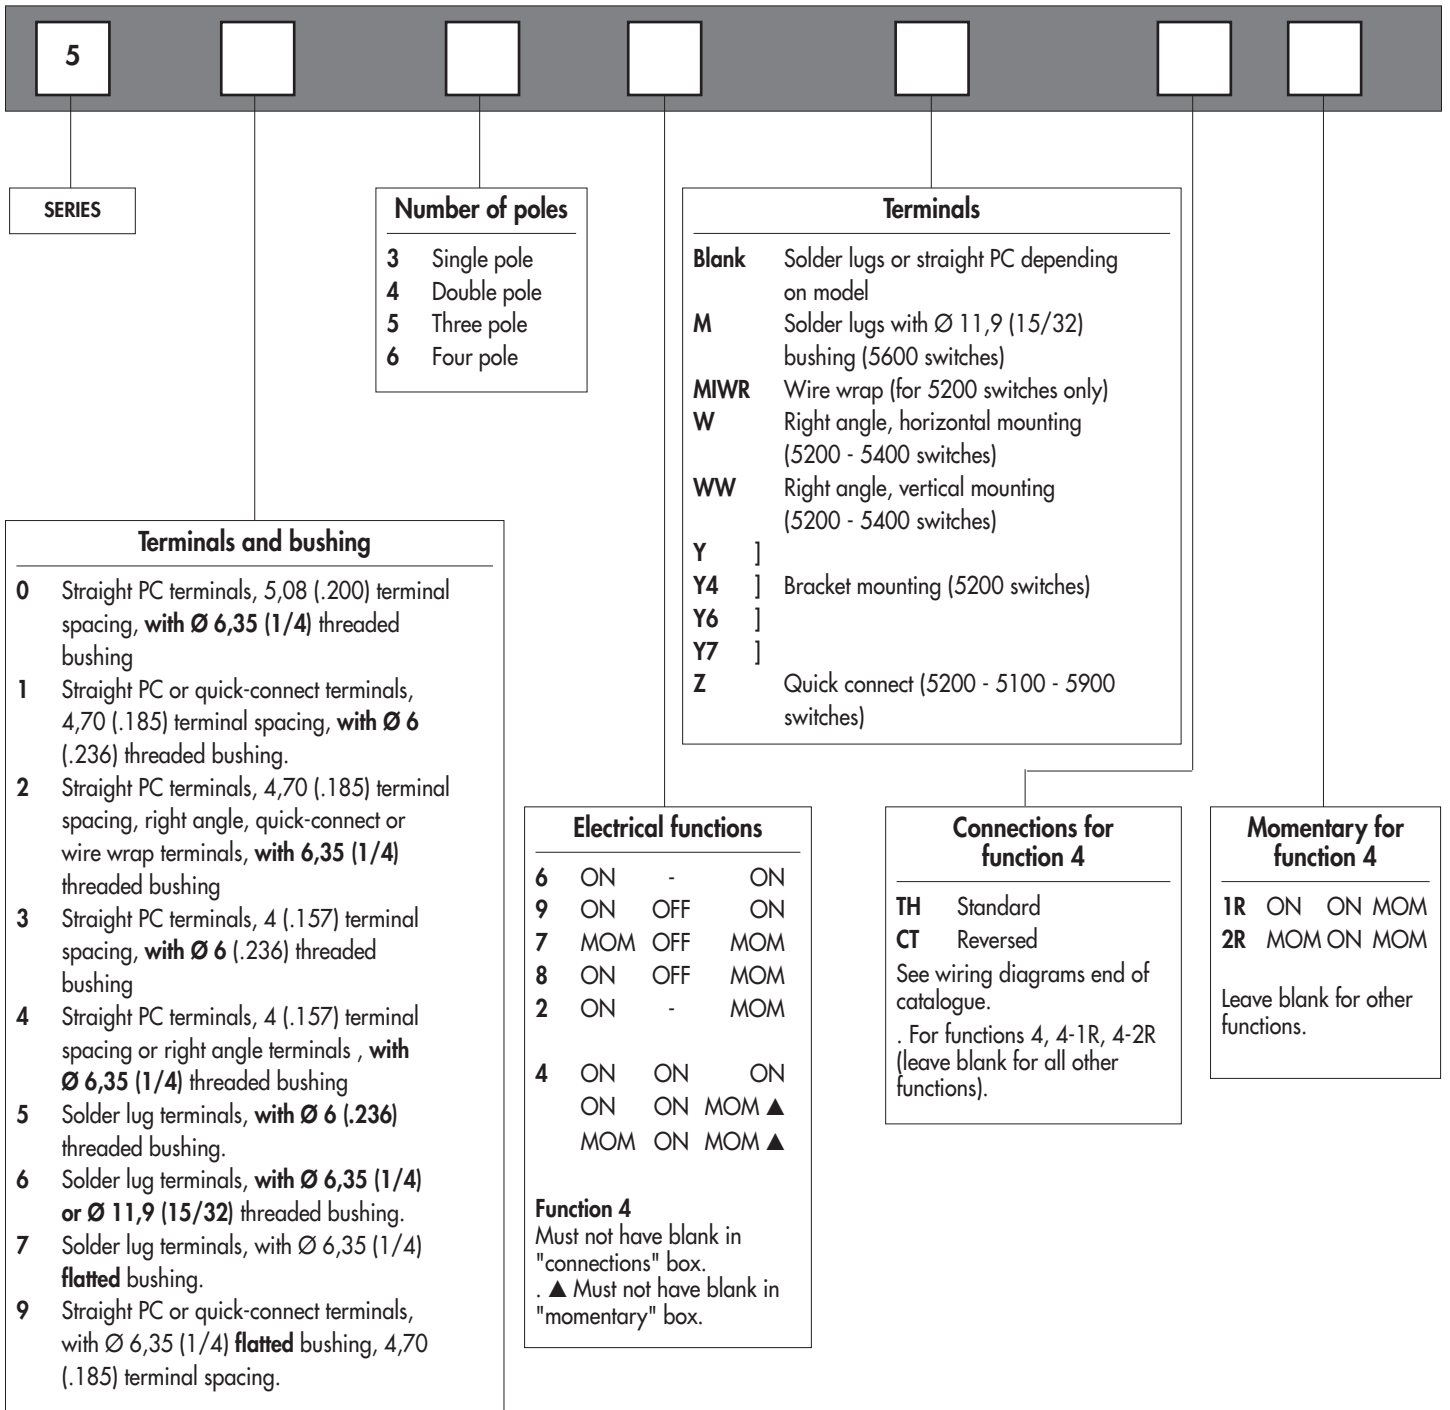 5
SERIES
Number of poles
3 Single pole
4 Double pole
5 Three pole
6 Four pole
Terminals
Blank Solder lugs or straight PC depending
on model
M Solder lugs with Ø 11,9 (15/32)
bushing (5600 switches)
MIWR Wire wrap (for 5200 switches only)
W Right angle, horizontal mounting
(5200 - 5400 switches)
WW Right angle, vertical mounting
(5200 - 5400 switches)
Y ]
Y4 ] Bracket mounting (5200 switches)
Y6 ]
Y7 ]
Z Quick connect (5200 - 5100 - 5900
switches)
Terminals and bushing
0 Straight PC terminals, 5,08 (.200) terminal
spacing, with Ø 6,35 (1/4) threaded
bushing
1 Straight PC or quick-connect terminals,
4,70 (.185) terminal spacing, with Ø 6
(.236) threaded bushing.
2 Straight PC terminals, 4,70 (.185) terminal
spacing, right angle, quick-connect or
wire wrap terminals, with 6,35 (1/4)
threaded bushing
3 Straight PC terminals, 4 (.157) terminal
spacing, with Ø 6 (.236) threaded
bushing
4 Straight PC terminals, 4 (.157) terminal
spacing or right angle terminals , with
Ø 6,35 (1/4) threaded bushing
5 Solder lug terminals, with Ø 6 (.236)
threaded bushing.
6 Solder lug terminals, with Ø 6,35 (1/4)
or Ø 11,9 (15/32) threaded bushing.
7 Solder lug terminals, with Ø 6,35 (1/4)
flatted bushing.
9 Straight PC or quick-connect terminals,
with Ø 6,35 (1/4) flatted bushing, 4,70
(.185) terminal spacing.
Electrical functions
6 ON - ON
9 ON OFF ON
7 MOM OFF MOM
8 ON OFF MOM
2 ON - MOM
4 ON ON ON
ON ON MOM ▲
MOM ON MOM ▲
Function 4
Must not have blank in
"connections" box.
. ▲ Must not have blank in
"momentary" box.
Connections for
function 4
TH Standard
CT Reversed
See wiring diagrams end of
catalogue.
. For functions 4, 4-1R, 4-2R
(leave blank for all other
functions).
Momentary for
function 4
1R ON ON MOM
2R MOM ON MOM
Leave blank for other
functions.